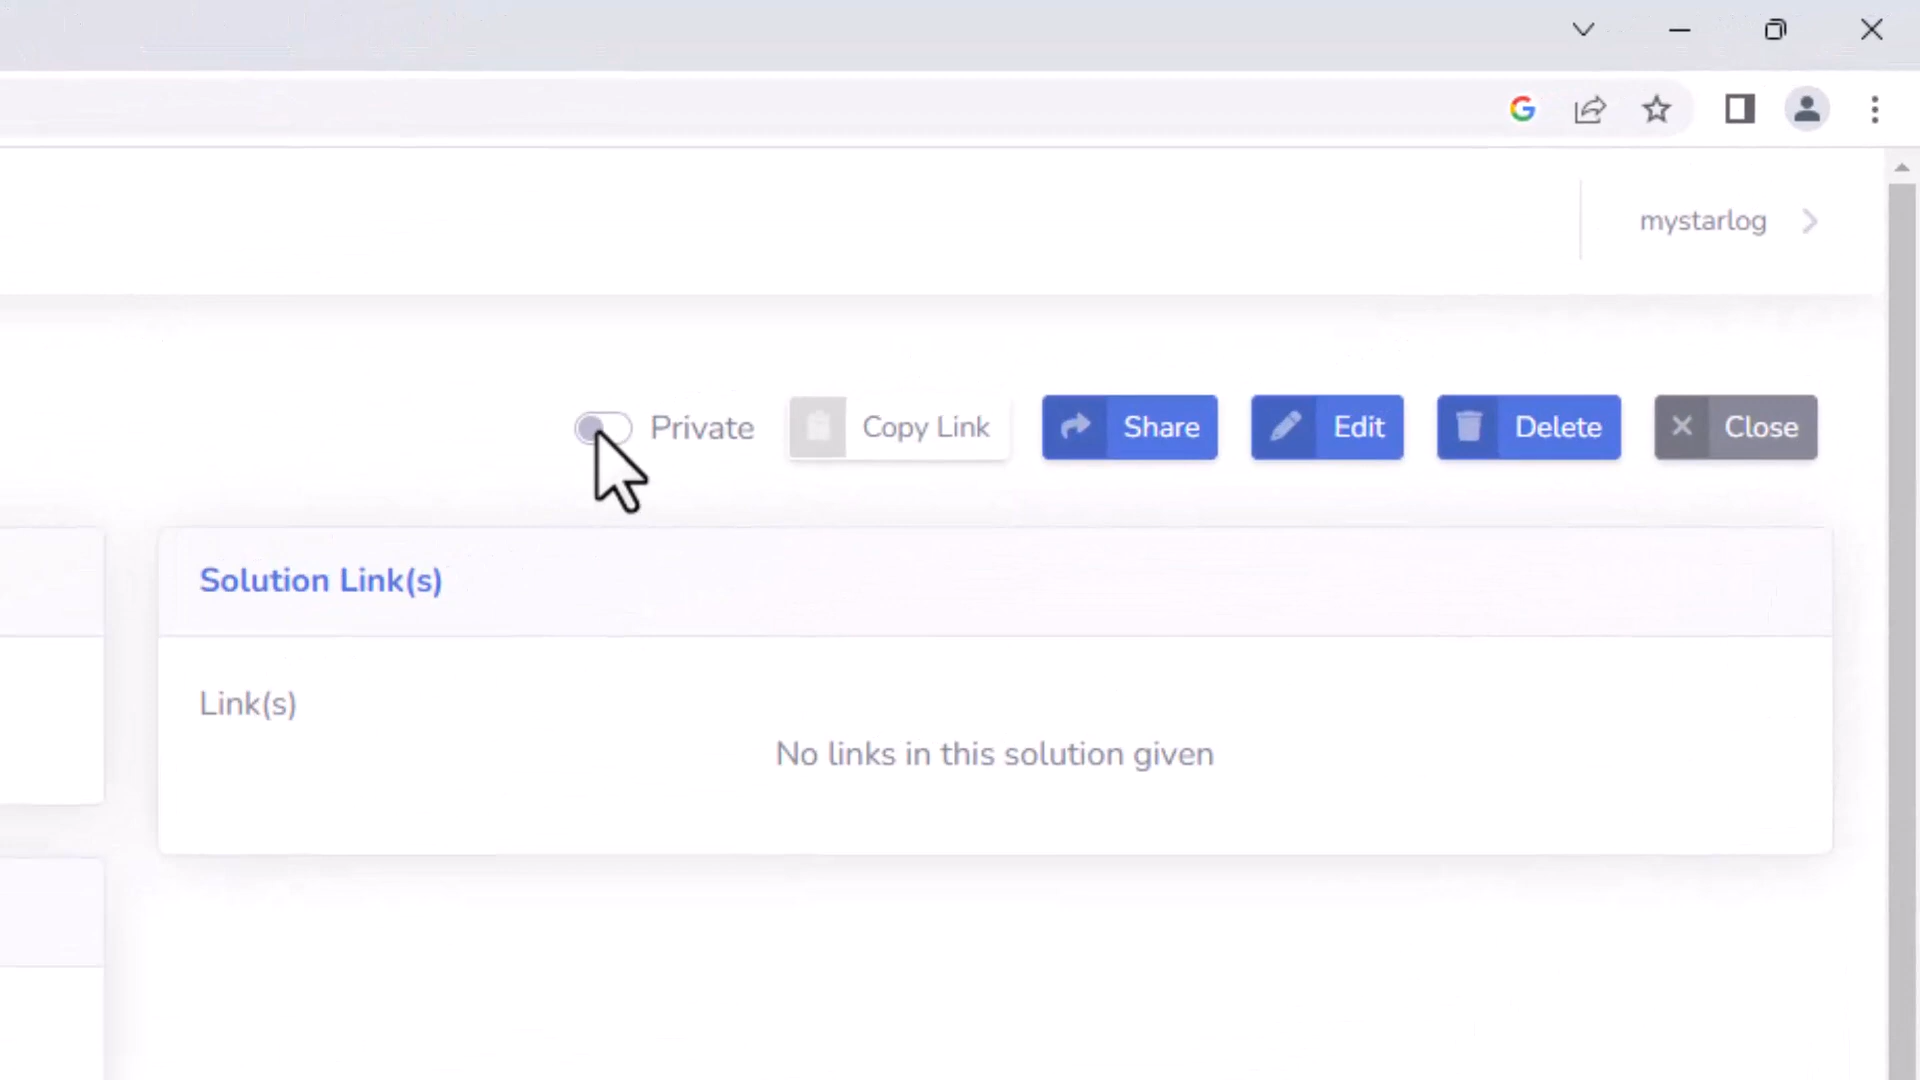 mystarlog
Private Copy Link Share Edit Delete Close
Solution Link(s)
Link(s)
No links in this solution given